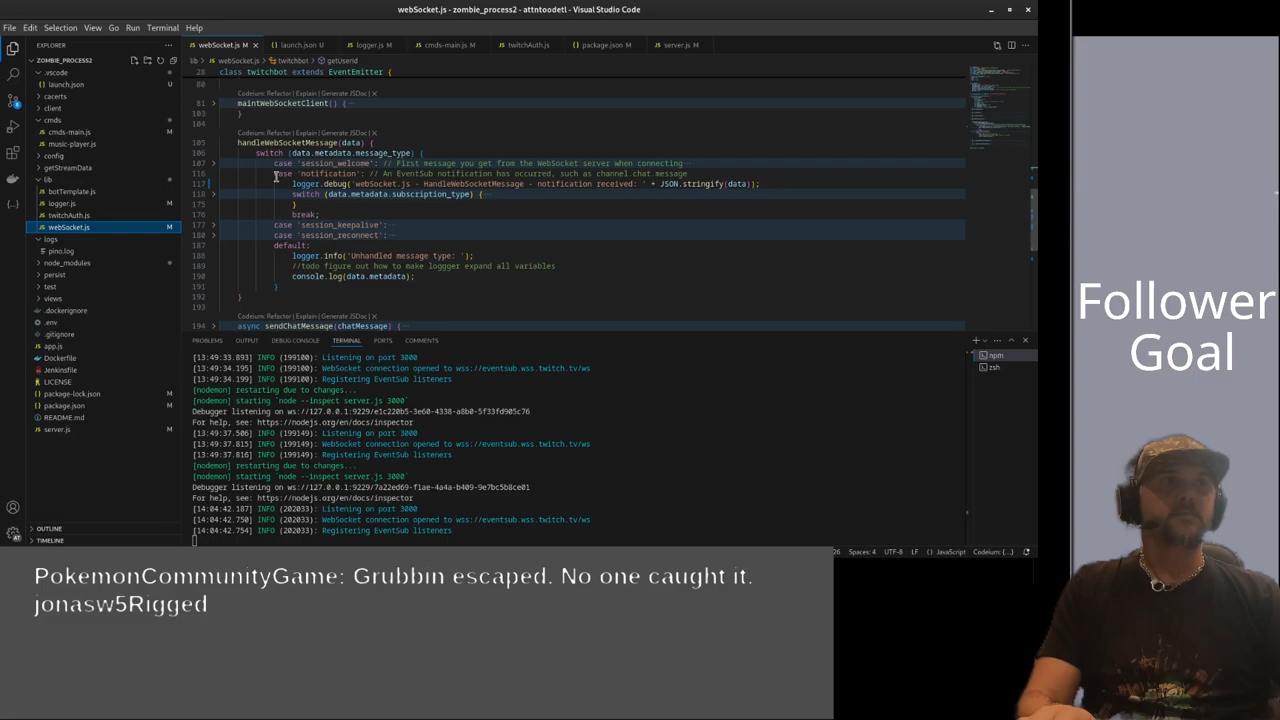 webSocket.js - zombie_process2 - attntoodetl - Visual Studio Code
File Edit Selection View Go Run Terminal Help
EXPLORER
webSocket.js M
launch.json U
logger.js M
cmds-main.js M
twitchAuth.js
package.json M
server.js M
ZOMBIE_PROCESS2
.vscode
launch.json U
cacerts
client
cmds
cmds-main.js M
music-player.js M
config
getStreamData
lib
botTemplate.js
logger.js M
twitchAuth.js
webSocket.js M
logs
pino.log
node_modules
persist
test
views
.dockerignore
.env
.gitignore
app.js
Dockerfile
Jenkinsfile
LICENSE
package-lock.json M
package.json M
README.md
server.js M
OUTLINE
TIMELINE
lib > webSocket.js > twitchbot > getUserid
28 class twitchbot extends EventEmitter {
80
Codeium: Refactor | Explain | Generate JSDoc | X
81 maintWebSocketClient() {
103 }
104
Codeium: Refactor | Explain | Generate JSDoc | X
105 handleWebSocketMessage(data) {
106 switch (data.metadata.message_type) {
107 case 'session_welcome': // First message you get from the WebSocket server when connecting
116 case 'notification': // An EventSub notification has occurred, such as channel.chat.message
117 logger.debug('webSocket.js - HandleWebSocketMessage - notification received: ' + JSON.stringify(data));
118 switch (data.metadata.subscription_type) {
175 }
176 break;
177 case 'session_keepalive':
180 case 'session_reconnect':
187 default:
188 logger.info('Unhandled message type: ');
189 //todo figure out how to make loggger expand all variables
190 console.log(data.metadata);
191 }
192 }
193
Codeium: Refactor | Explain | Generate JSDoc | X
194 async sendChatMessage(chatMessage) {
PROBLEMS OUTPUT DEBUG CONSOLE TERMINAL PORTS COMMENTS
npm
zsh
[13:49:33.893] INFO (199100): Listening on port 3000
[13:49:34.195] INFO (199100): WebSocket connection opened to wss://eventsub.wss.twitch.tv/ws
[13:49:34.199] INFO (199100): Registering EventSub listeners
[nodemon] restarting due to changes...
[nodemon] starting `node --inspect server.js 3000`
Debugger listening on ws://127.0.0.1:9229/e1c220b5-3e60-4338-a8b0-5f33fd905c76
For help, see: https://nodejs.org/en/docs/inspector
[13:49:37.506] INFO (199149): Listening on port 3000
[13:49:37.815] INFO (199149): WebSocket connection opened to wss://eventsub.wss.twitch.tv/ws
[13:49:37.816] INFO (199149): Registering EventSub listeners
[nodemon] restarting due to changes...
[nodemon] starting `node --inspect server.js 3000`
Debugger listening on ws://127.0.0.1:9229/7a22ed69-f1ae-4a4a-b409-9e7bc5b8ce01
For help, see: https://nodejs.org/en/docs/inspector
[14:04:42.187] INFO (202033): Listening on port 3000
[14:04:42.750] INFO (202033): WebSocket connection opened to wss://eventsub.wss.twitch.tv/ws
[14:04:42.754] INFO (202033): Registering EventSub listeners
26 Spaces: 4 UTF-8 LF JavaScript Codeium: {...}
Follower
Goal
PokemonCommunityGame: Grubbin escaped. No one caught it.
jonasw5Rigged